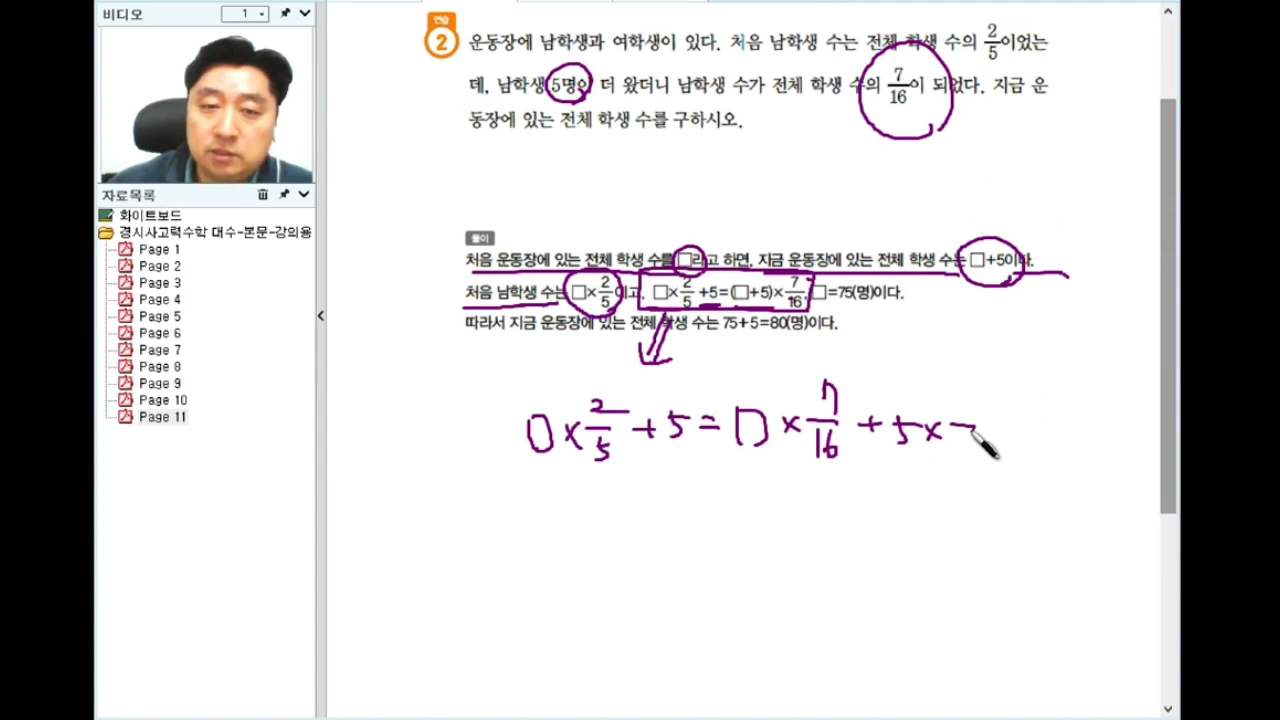 비디오
1
자료목록
화이트보드
경시사고력수학 대수-본문-강의용
Page 1
Page 2
Page 3
Page 4
Page 5
Page 6
Page 7
Page 8
Page 9
Page 10
Page 11
연습
2
운동장에 남학생과 여학생이 있다. 처음 남학생 수는 전체 학생 수의 2/5이었는
데, 남학생 5명이 더 왔더니 남학생 수가 전체 학생 수의 7/16이 되었다. 지금 운
동장에 있는 전체 학생 수를 구하시오.
풀이
처음 운동장에 있는 전체 학생 수를 □라고 하면, 지금 운동장에 있는 전체 학생 수는 □+5이다.
처음 남학생 수는 □×2/5이고, □×2/5+5=(□+5)×7/16, □=75(명)이다.
따라서 지금 운동장에 있는 전체 학생 수는 75+5=80(명)이다.
□×2/5+5=□×7/16+5×7